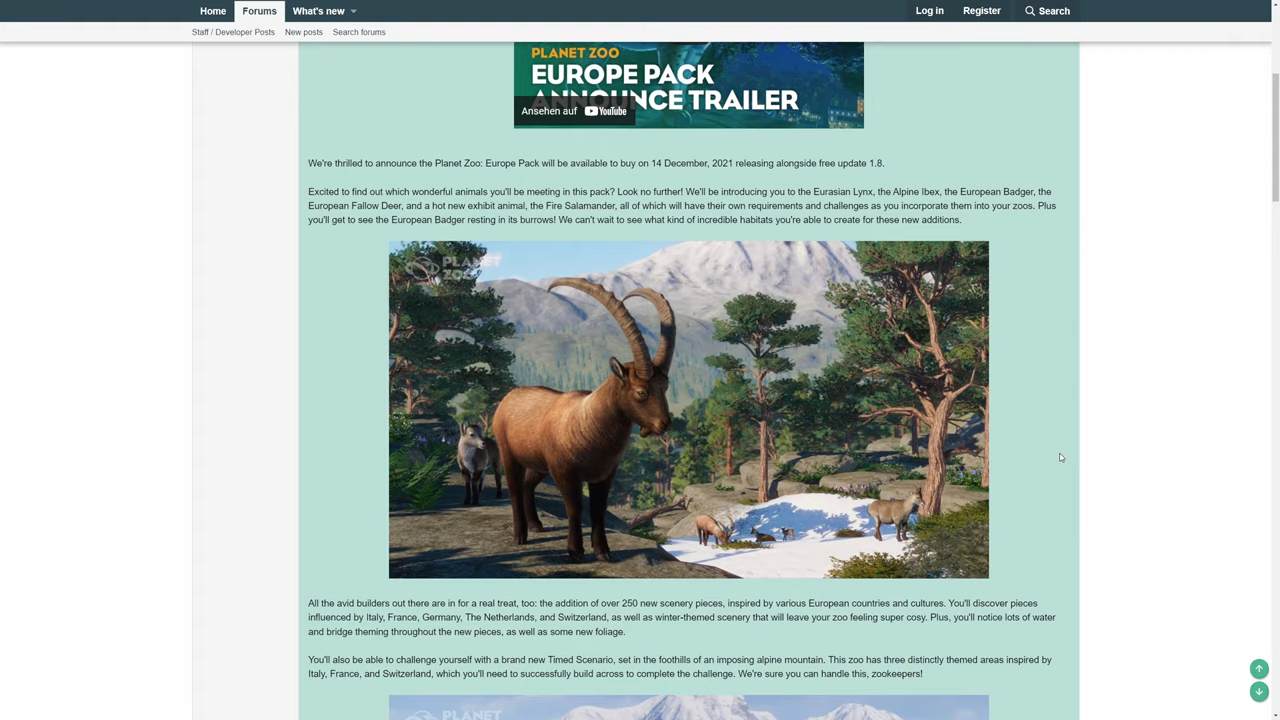 Home Forums What's new Log in Register Search
Staff / Developer Posts New posts Search forums
PLANET ZOO
EUROPE PACK
ANNOUNCE TRAILER
Ansehen auf YouTube
We're thrilled to announce the Planet Zoo: Europe Pack will be available to buy on 14 December, 2021 releasing alongside free update 1.8.
Excited to find out which wonderful animals you'll be meeting in this pack? Look no further! We'll be introducing you to the Eurasian Lynx, the Alpine Ibex, the European Badger, the
European Fallow Deer, and a hot new exhibit animal, the Fire Salamander, all of which will have their own requirements and challenges as you incorporate them into your zoos. Plus
you'll get to see the European Badger resting in its burrows! We can't wait to see what kind of incredible habitats you're able to create for these new additions.
PLANET
ZOO
All the avid builders out there are in for a real treat, too: the addition of over 250 new scenery pieces, inspired by various European countries and cultures. You'll discover pieces
influenced by Italy, France, Germany, The Netherlands, and Switzerland, as well as winter-themed scenery that will leave your zoo feeling super cosy. Plus, you'll notice lots of water
and bridge theming throughout the new pieces, as well as some new foliage.
You'll also be able to challenge yourself with a brand new Timed Scenario, set in the foothills of an imposing alpine mountain. This zoo has three distinctly themed areas inspired by
Italy, France, and Switzerland, which you'll need to successfully build across to complete the challenge. We're sure you can handle this, zookeepers!
PLANET